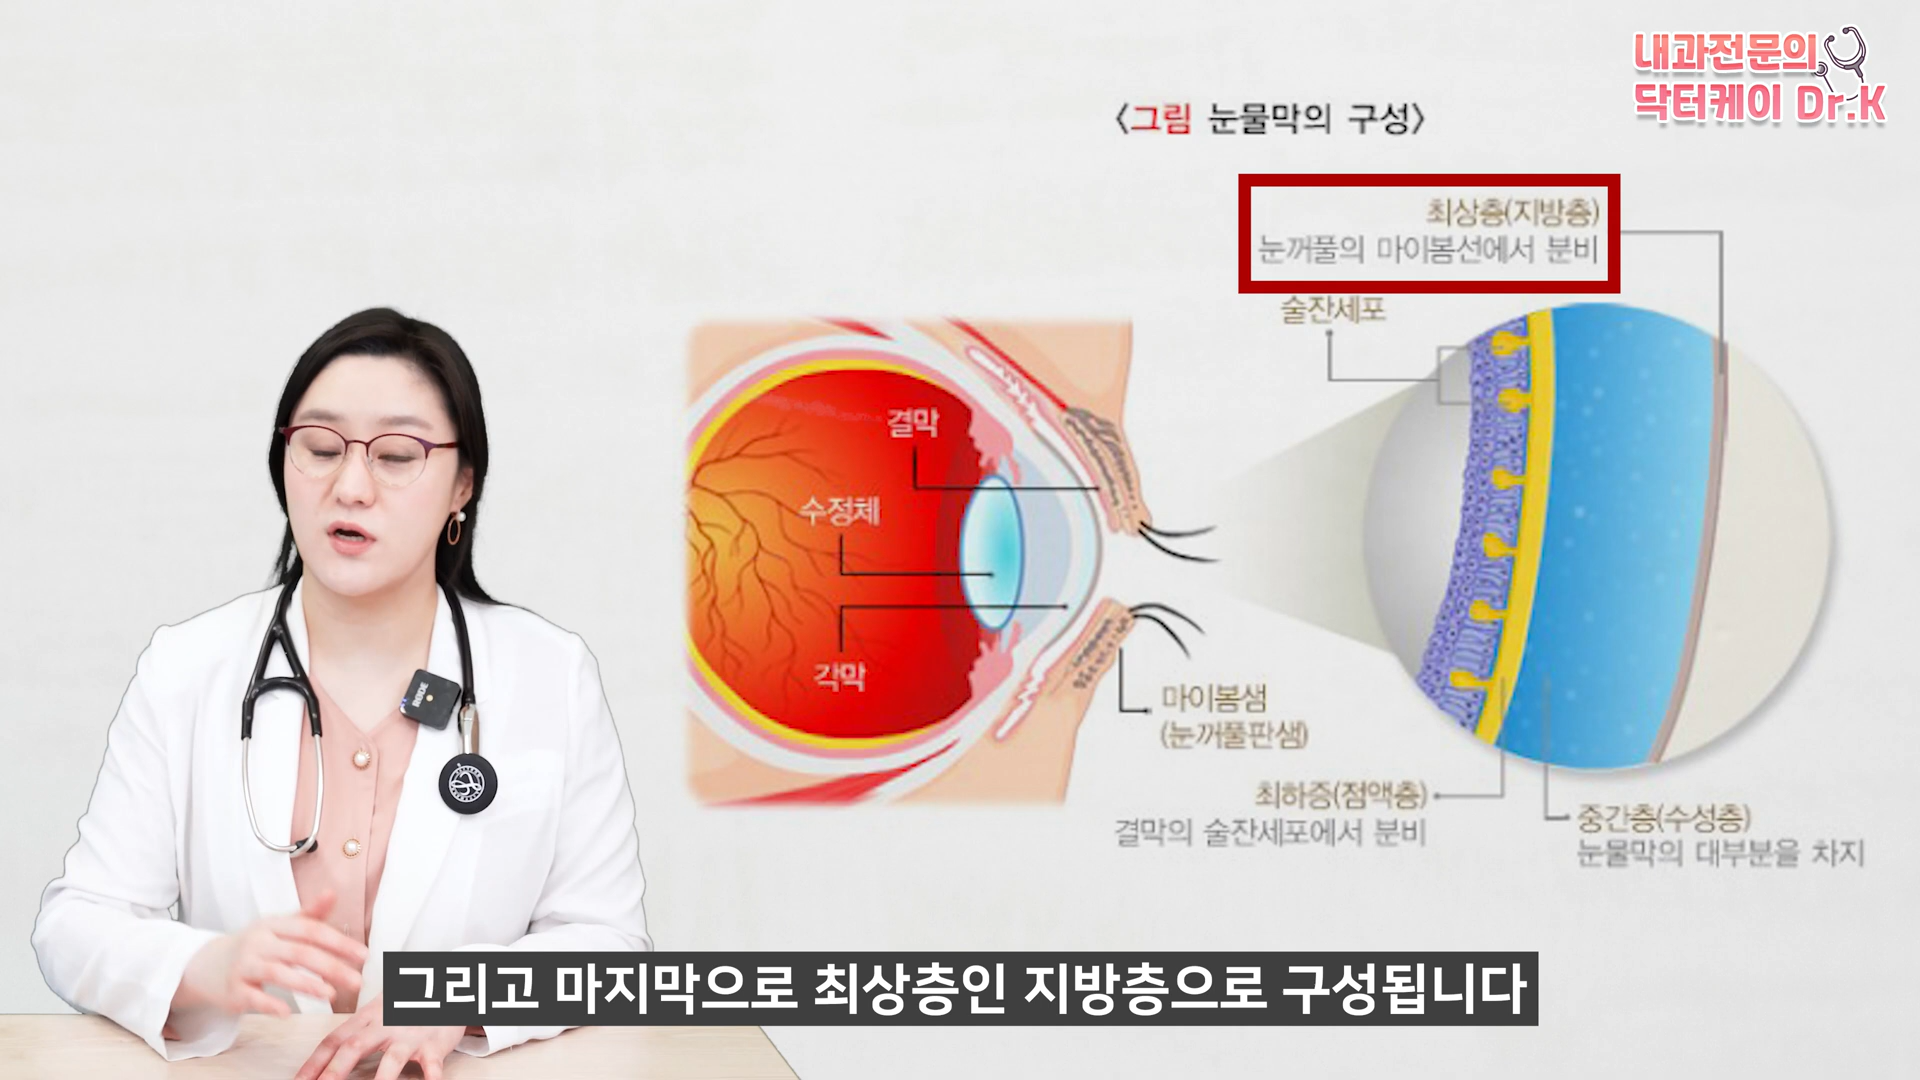 내과전문의
닥터케이 Dr.K
<그림 눈물막의 구성>
최상층(지방층)
눈꺼풀의 마이봄선에서 분비
술잔세포
결막
수정체
각막
마이봄샘
(눈꺼풀판샘)
최하증(점액층)
결막의 술잔세포에서 분비
중간층(수성층)
눈물막의 대부분을 차지
RØDE
그리고 마지막으로 최상층인 지방층으로 구성됩니다